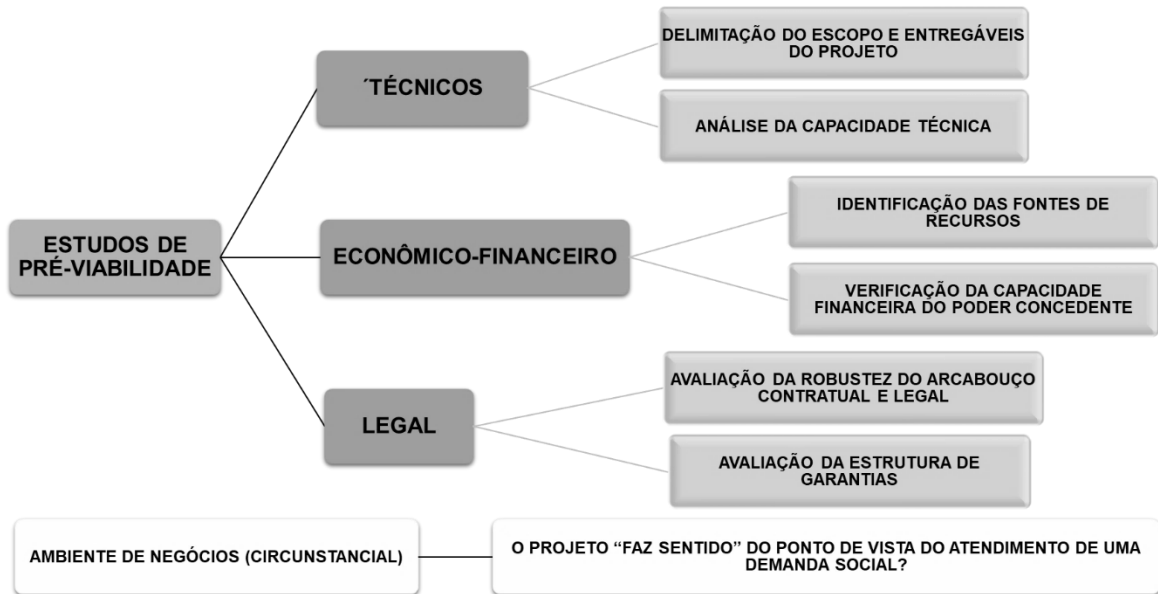 ESTUDOS DE
PRÉ-VIABILIDADE
´TÉCNICOS
DELIMITAÇÃO DO ESCOPO E ENTREGÁVEIS
DO PROJETO
ANÁLISE DA CAPACIDADE TÉCNICA
ECONÔMICO-FINANCEIRO
IDENTIFICAÇÃO DAS FONTES DE
RECURSOS
VERIFICAÇÃO DA CAPACIDADE
FINANCEIRA DO PODER CONCEDENTE
LEGAL
AVALIAÇÃO DA ROBUSTEZ DO ARCABOUÇO
CONTRATUAL E LEGAL
AVALIAÇÃO DA ESTRUTURA DE
GARANTIAS
AMBIENTE DE NEGÓCIOS (CIRCUNSTANCIAL)
O PROJETO “FAZ SENTIDO” DO PONTO DE VISTA DO ATENDIMENTO DE UMA
DEMANDA SOCIAL?